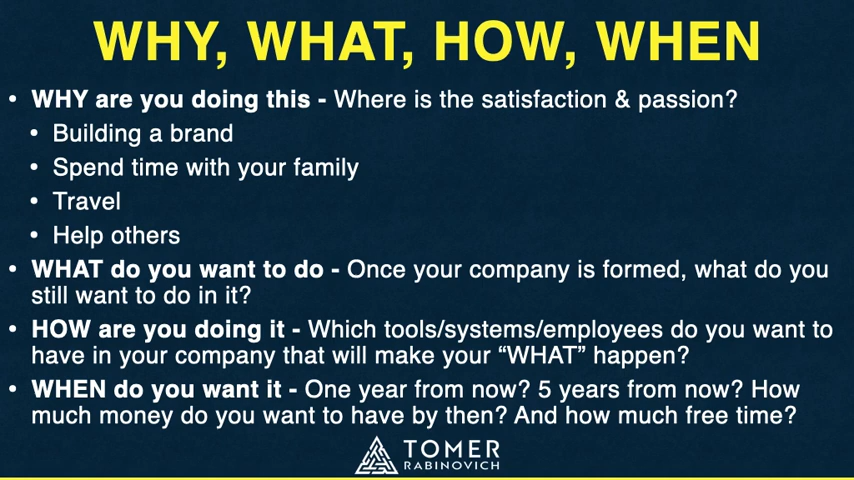 WHY, WHAT, HOW, WHEN
• WHY are you doing this - Where is the satisfaction & passion?
• Building a brand
• Spend time with your family
• Travel
• Help others
• WHAT do you want to do - Once your company is formed, what do you
still want to do in it?
• HOW are you doing it - Which tools/systems/employees do you want to
have in your company that will make your “WHAT” happen?
• WHEN do you want it - One year from now? 5 years from now? How
much money do you want to have by then? And how much free time?
TOMER
RABINOVICH